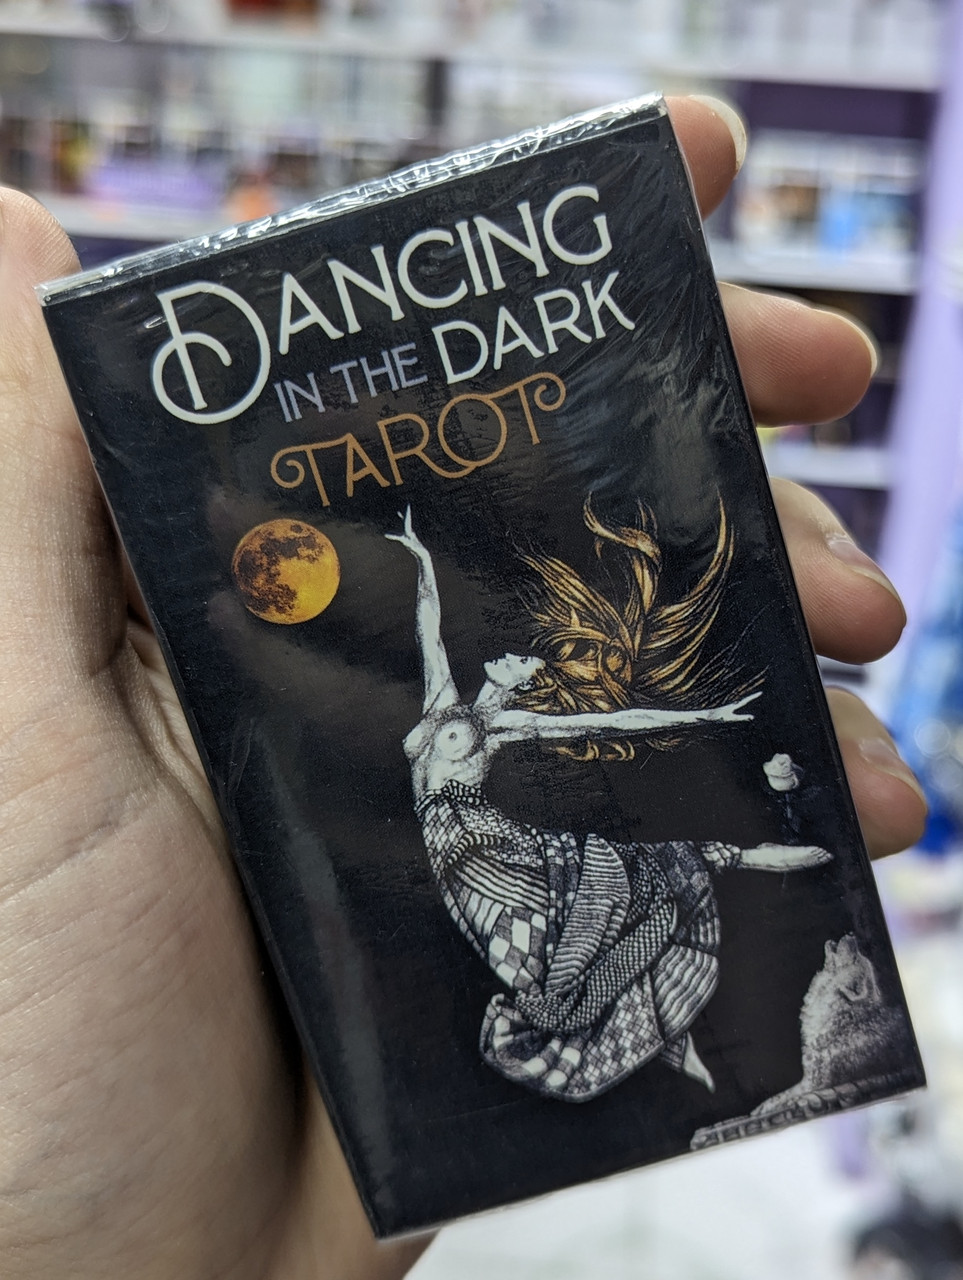 DANCING
IN THE DARK
TAROT